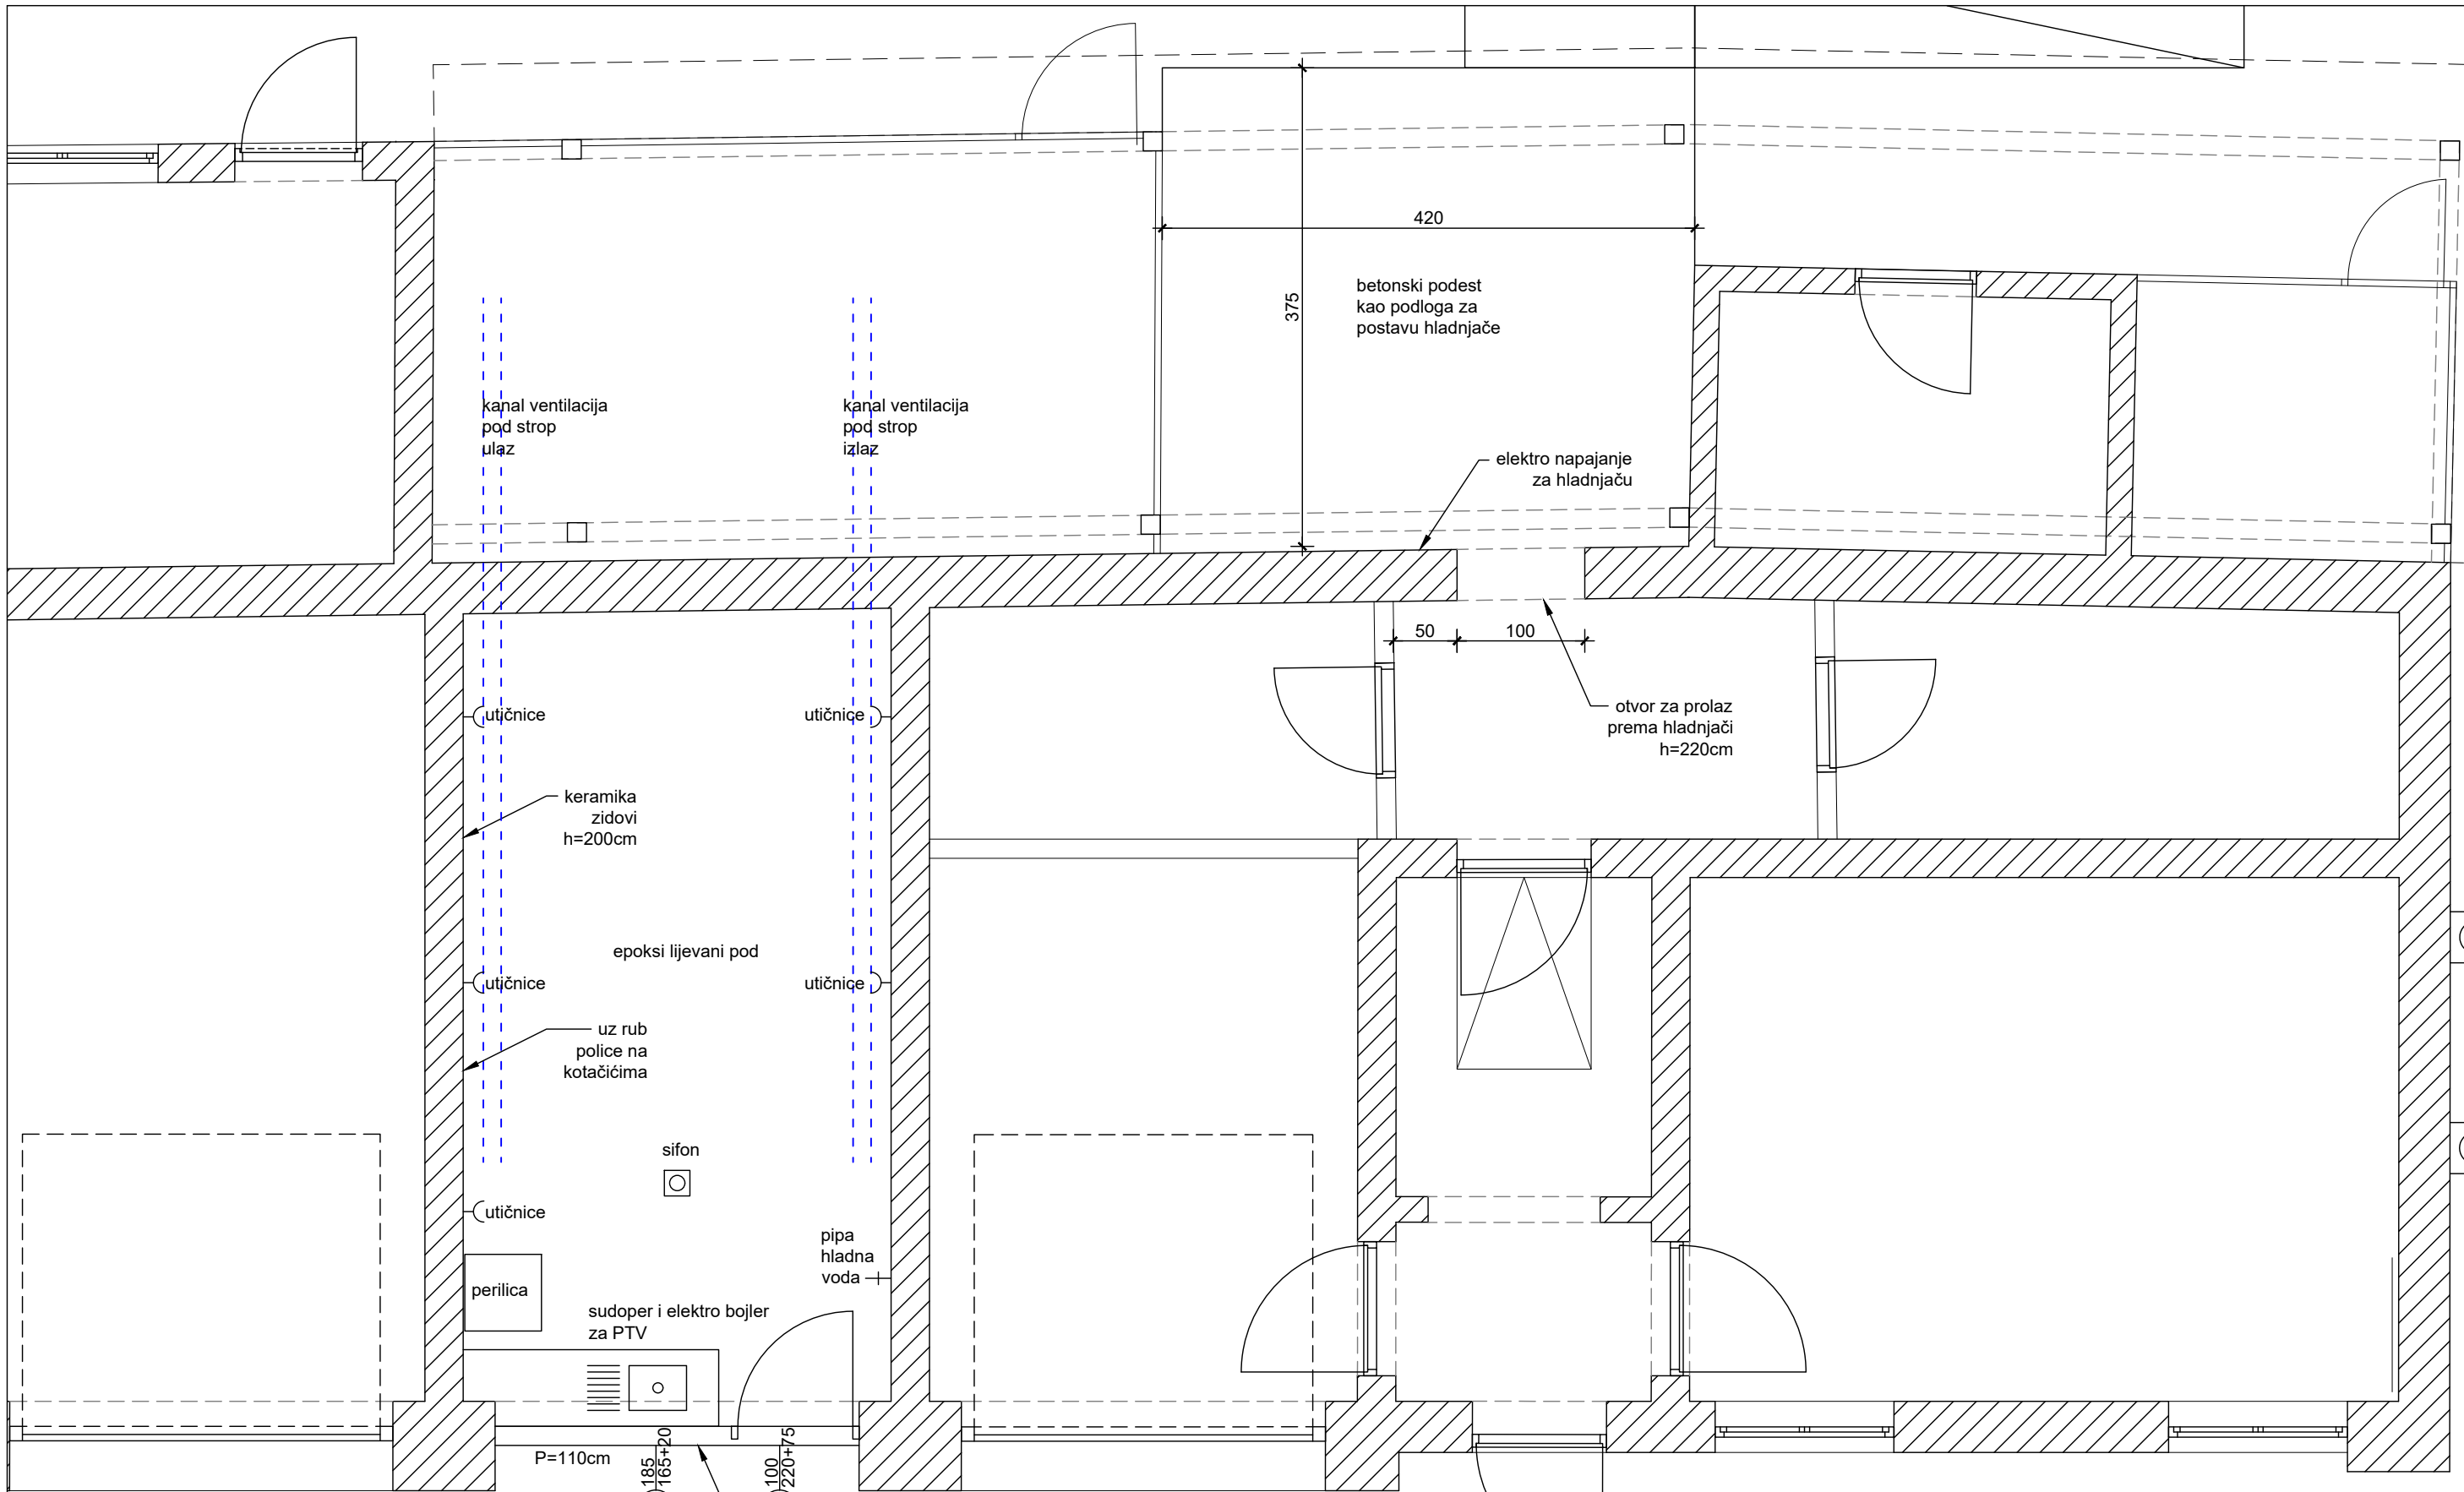 420
375
betonski podest
kao podloga za
postavu hladnjače
kanal ventilacija
pod strop
ulaz
kanal ventilacija
pod strop
izlaz
elektro napajanje
za hladnjaču
50
100
utičnice
utičnice
otvor za prolaz
prema hladnjači
h=220cm
keramika
zidovi
h=200cm
epoksi lijevani pod
utičnice
utičnice
uz rub
police na
kotačićima
sifon
utičnice
pipa
hladna
voda
perilica
sudoper i elektro bojler
za PTV
P=110cm
185
165+20
100
220+75